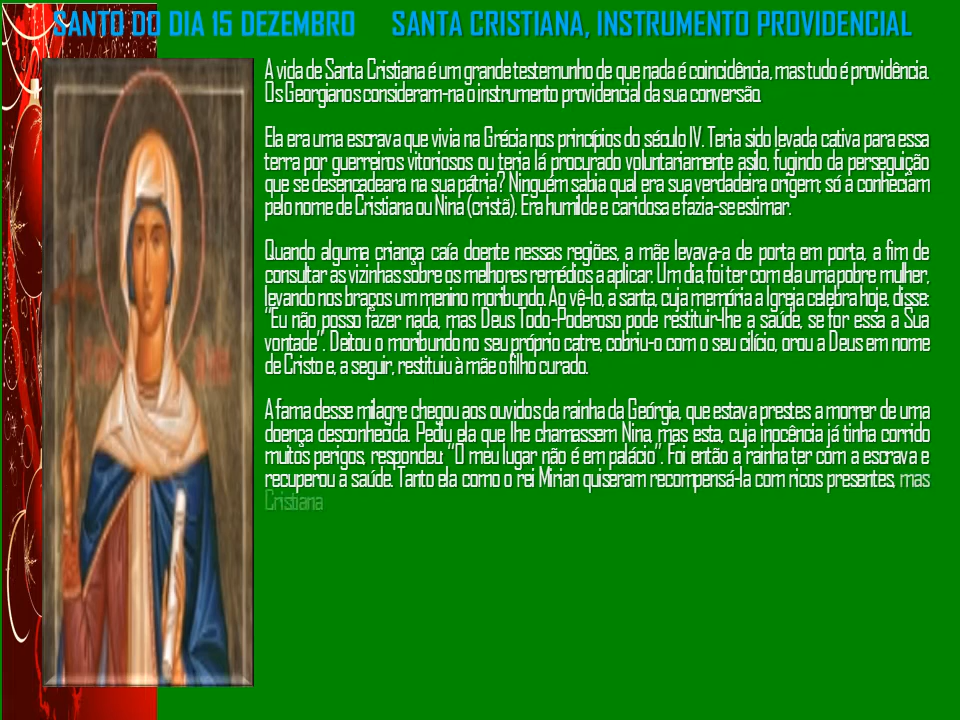 SANTO DO DIA 15 DEZEMBRO SANTA CRISTIANA, INSTRUMENTO PROVIDENCIAL
A vida de Santa Cristiana é um grande testemunho de que nada é coincidência, mas tudo é providência.
Os Georgianos consideram-na o instrumento providencial da sua conversão.
Ela era uma escrava que vivia na Grécia nos princípios do século IV. Teria sido levada cativa para essa
terra por guerreiros vitoriosos ou teria lá procurado voluntariamente asilo, fugindo da perseguição
que se desencadeara na sua pátria? Ninguém sabia qual era sua verdadeira origem; só a conheciam
pelo nome de Cristiana ou Nina (cristã). Era humilde e caridosa e fazia-se estimar.
Quando alguma criança caía doente nessas regiões, a mãe levava-a de porta em porta, a fim de
consultar as vizinhas sobre os melhores remédios a aplicar. Um dia, foi ter com ela uma pobre mulher,
levando nos braços um menino moribundo. Ao vê-lo, a santa, cuja memória a Igreja celebra hoje, disse:
“Eu não posso fazer nada, mas Deus Todo-Poderoso pode restituir-lhe a saúde, se for essa a Sua
vontade”. Deitou o moribundo no seu próprio catre, cobriu-o com o seu cilício, orou a Deus em nome
de Cristo e, a seguir, restituiu à mãe o filho curado.
A fama desse milagre chegou aos ouvidos da rainha da Geórgia, que estava prestes a morrer de uma
doença desconhecida. Pediu ela que lhe chamassem Nina, mas esta, cuja inocência já tinha corrido
muitos perigos, respondeu: “O meu lugar não é em palácio”. Foi então a rainha ter com a escrava e
recuperou a saúde. Tanto ela como o rei Mirian quiseram recompensá-la com ricos presentes, mas
Cristiana